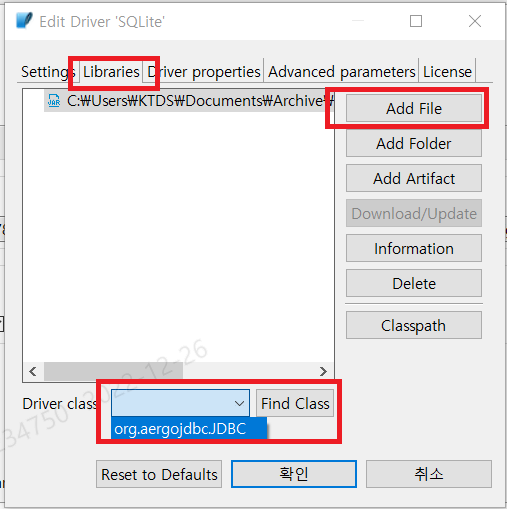 Edit Driver 'SQLite'
Settings Libraries Driver properties Advanced parameters License
JAR C:₩Users₩KTDS₩Documents₩Archive₩
Add File
Add Folder
Add Artifact
Download/Update
Information
Delete
Classpath
Driver class Find Class
org.aergojdbc.JDBC
Reset to Defaults 확인 취소
34750 2022-12-26